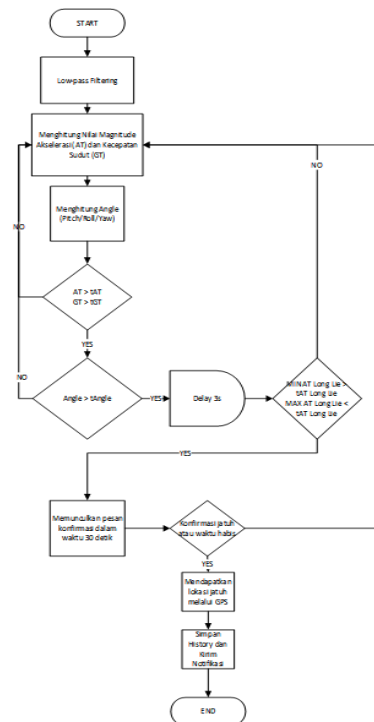 START
Low-pass Filtering
Menghitung Nilai Magnitude
Akselerasi(AT) dan Kecepatan
Sudut (GT)
NO
Menghitung Angle
(Pitch/Roll/Yaw)
NO
AT > tAT
GT > tGT
YES
NO
Angle > tAngle
YES
Delay 3s
MIN AT Long Lie >
tAT Long Lie
MAX AT Long Lie <
tAT Long Lie
YES
Memunculkan pesan
konfirmasi dalam
waktu 30 detik
Konfirmasi jatuh
atau waktu habis
YES
Mendapatkan
lokasi jatuh
melalui GPS
Simpan
History dan
Kirim
Notifikasi
END